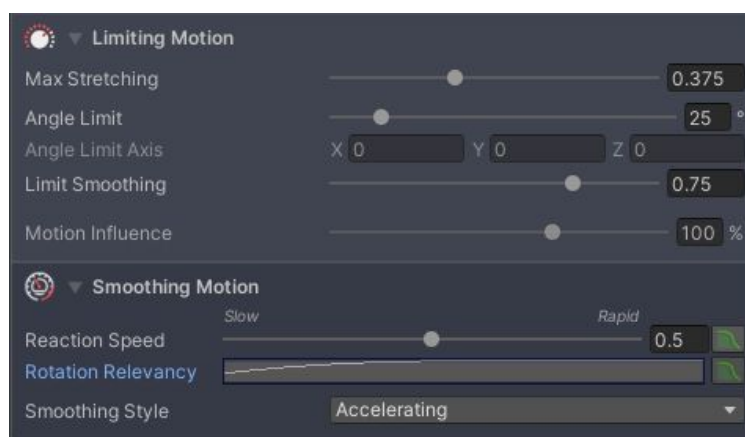 Limiting Motion
Max Stretching 0.375
Angle Limit 25 °
Angle Limit Axis X 0 Y 0 Z 0
Limit Smoothing 0.75
Motion Influence 100 %
Smoothing Motion
Slow Rapid
Reaction Speed 0.5
Rotation Relevancy
Smoothing Style Accelerating